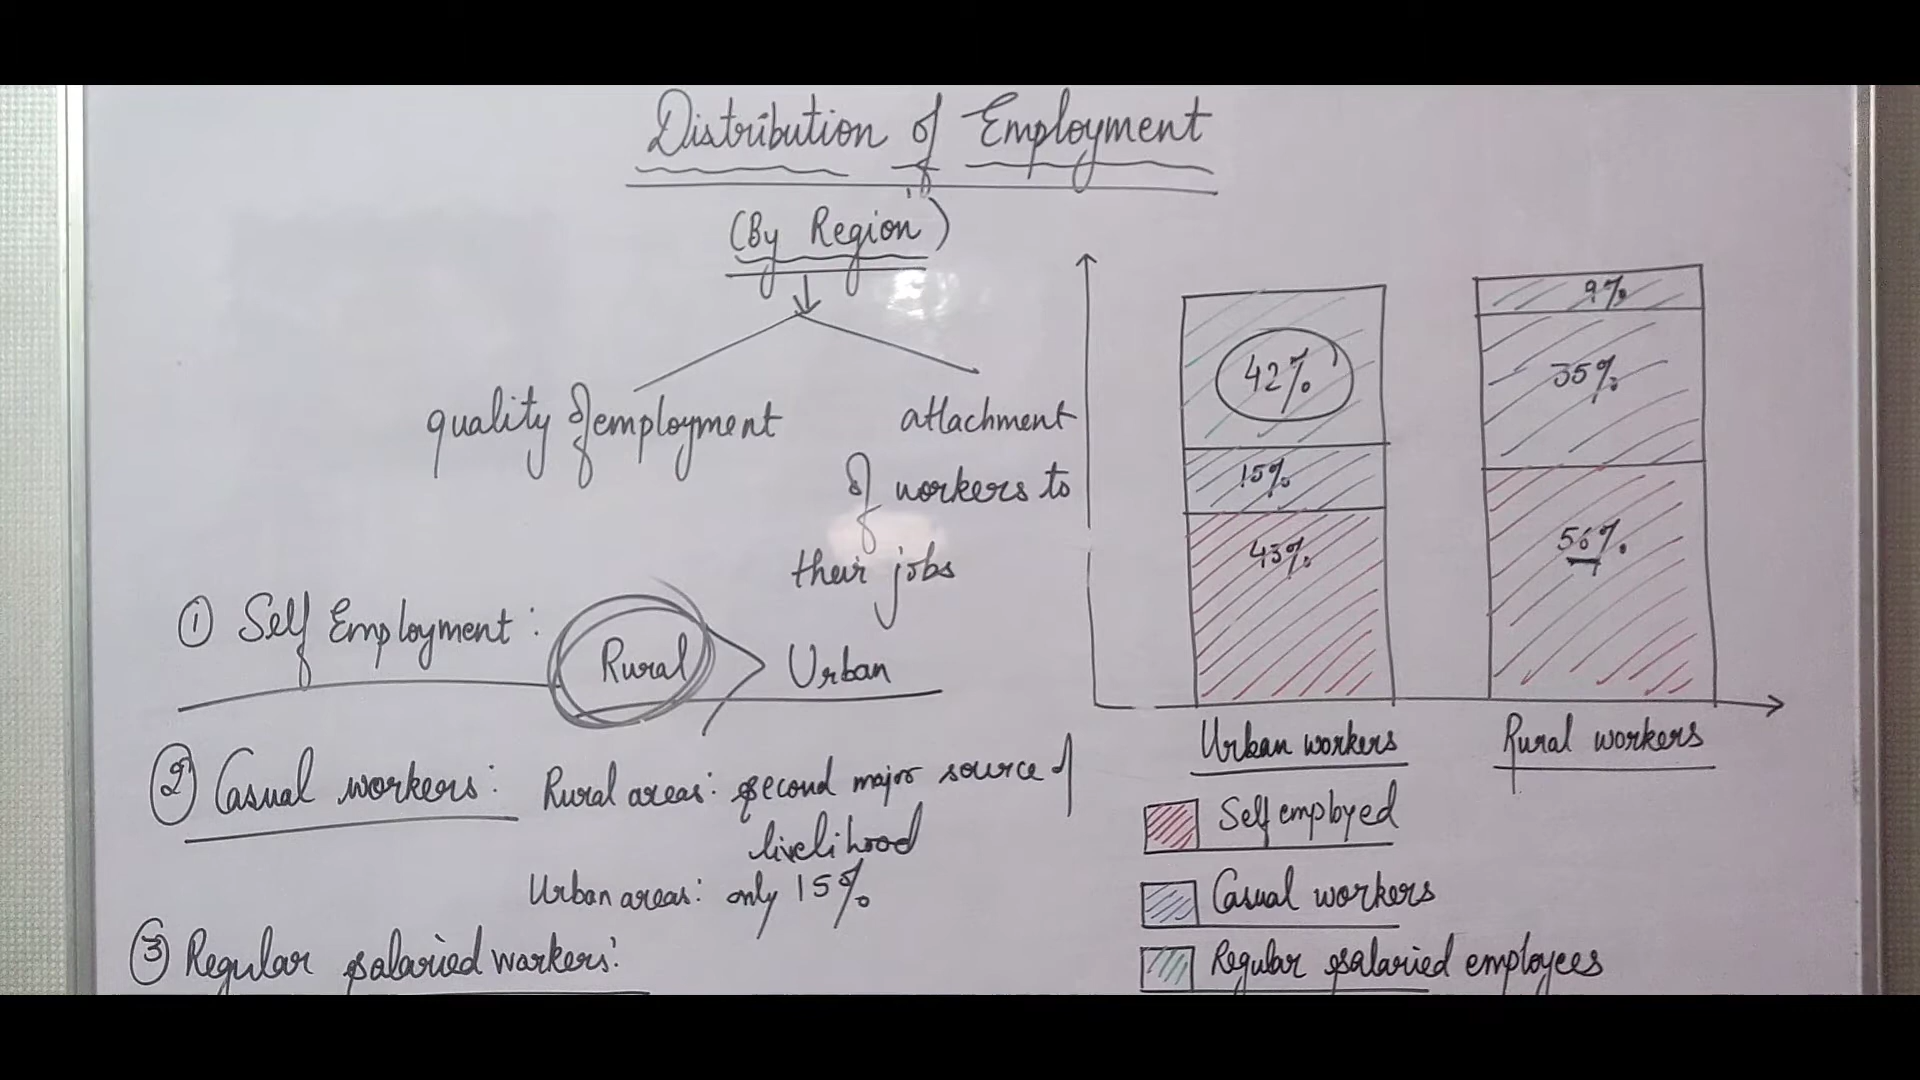 Distribution of Employment
(By Region)
quality of employment
attachment
of workers to
their jobs
① Self Employment:
Rural > Urban
② Casual workers: Rural areas: second major source of
livelihood
Urban areas: only 15%
③ Regular salaried workers:
42%
15%
43%
9%
35%
56%
Urban workers
Rural workers
Self employed
Casual workers
Regular salaried employees